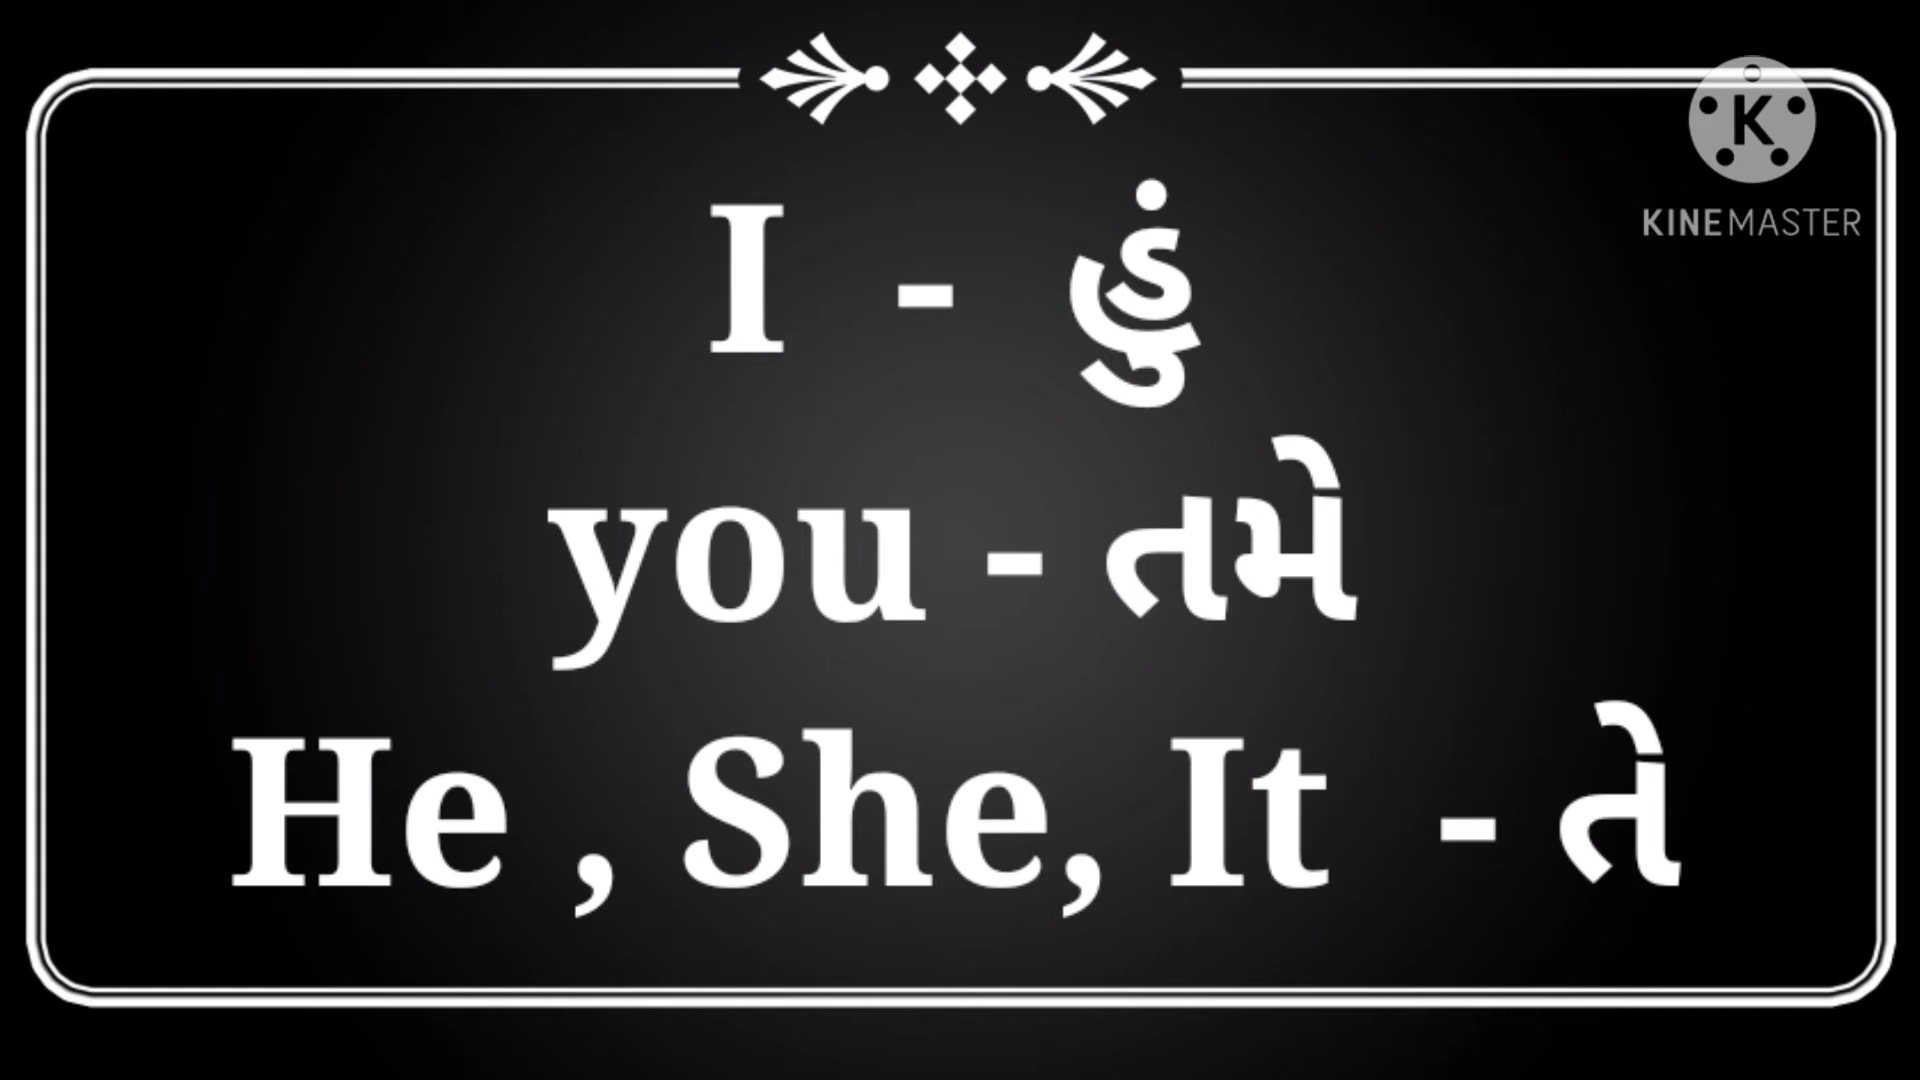 KINEMASTER
I - હું
you - તમે
He , She, It - તે